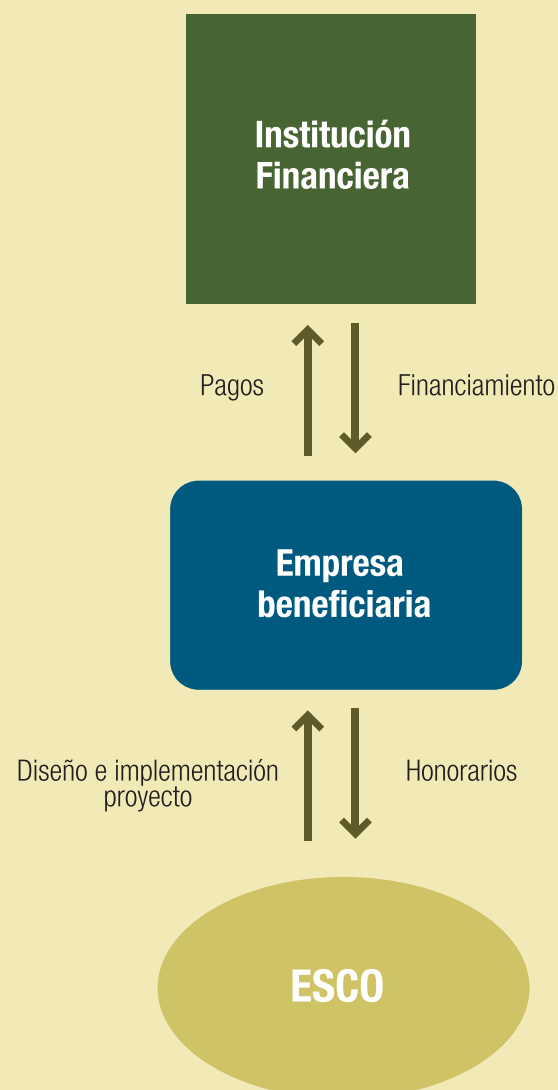 Institución
Financiera
Pagos
Financiamiento
Empresa
beneficiaria
Diseño e implementación
proyecto
Honorarios
ESCO